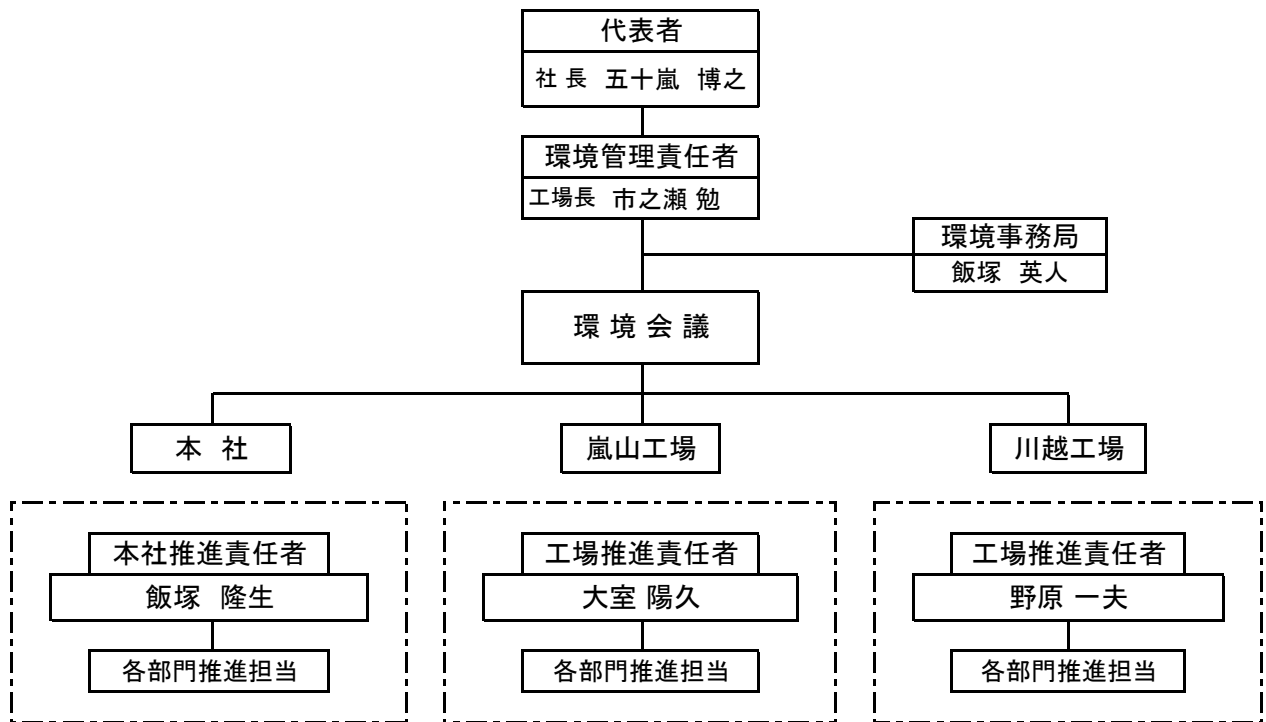 代表者
社 長 五十嵐 博之
環境管理責任者
工場長 市之瀬 勉
環境事務局
飯塚 英人
環 境 会 議
本 社
嵐山工場
川越工場
本社推進責任者
飯塚 隆生
各部門推進担当
工場推進責任者
大室 陽久
各部門推進担当
工場推進責任者
野原 一夫
各部門推進担当